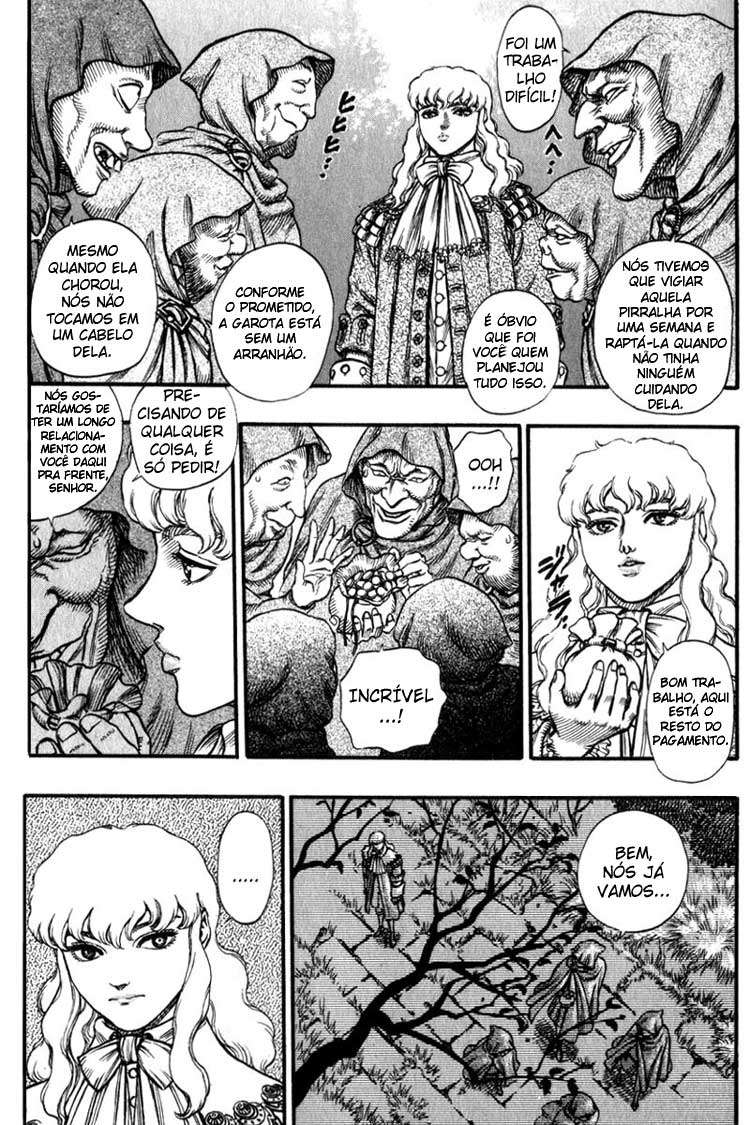 FOI UM
TRABA-
LHO
DIFÍCIL!
NÓS TIVEMOS
QUE VIGIAR
AQUELA
PIRRALHA POR
UMA SEMANA E
RAPTÁ-LA QUANDO
NÃO TINHA
NINGUÉM
CUIDANDO
DELA.
É ÓBVIO
QUE FOI
VOCÊ QUEM
PLANEJOU
TUDO ISSO.
CONFORME
O PROMETIDO,
A GAROTA ESTÁ
SEM UM
ARRANHÃO.
MESMO
QUANDO ELA
CHOROU,
NÓS NÃO
TOCAMOS EM
UM CABELO
DELA.
BOM TRA-
BALHO, AQUI
ESTÁ O
RESTO DO
PAGAMENTO.
OOH
...!!
INCRÍVEL
...!
PRE-
CISANDO DE
QUALQUER
COISA, É
SÓ PEDIR!
NÓS GOS-
TARÍAMOS DE
TER UM LONGO
RELACIONA-
MENTO COM
VOCÊ DAQUI
PRA FRENTE,
SENHOR.
BEM,
NÓS JÁ
VAMOS...
.....